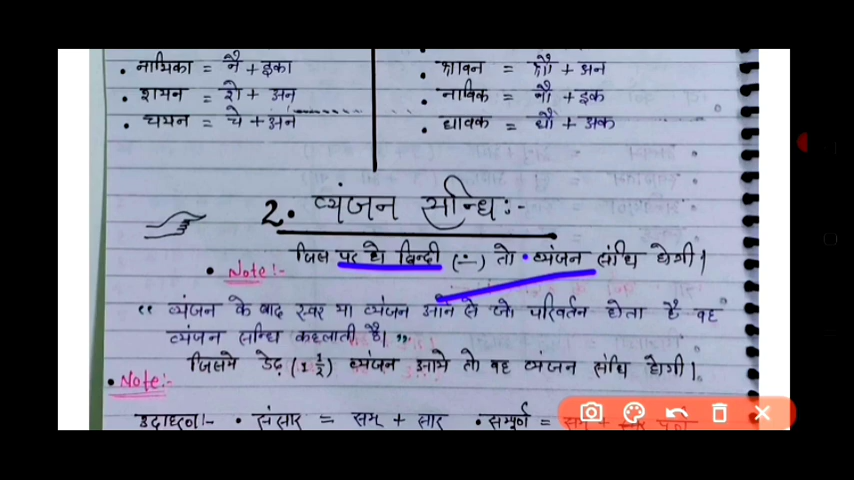 • नायिका = नै + इका
• शयन = शे + अन
• चयन = चे + अन
• भावन = भौ + अन
• नाविक = नौ + इक
• धावक = धौ + अक
2. व्यंजन सन्धि:-
• Note:- जिस पर हो बिन्दी (∸) तो • व्यंजन संधि होगी।
“ व्यंजन के बाद स्वर या व्यंजन आने से जो परिवर्तन होता है वह
व्यंजन सन्धि कहलाती है। ”
• Note:- जिसमे डेढ़ (1 1/2) व्यंजन आये तो वह व्यंजन संधि होगी।
उदाहरण:- • संसार = सम् + सार • सम्पूर्ण = सम् + पूर्ण